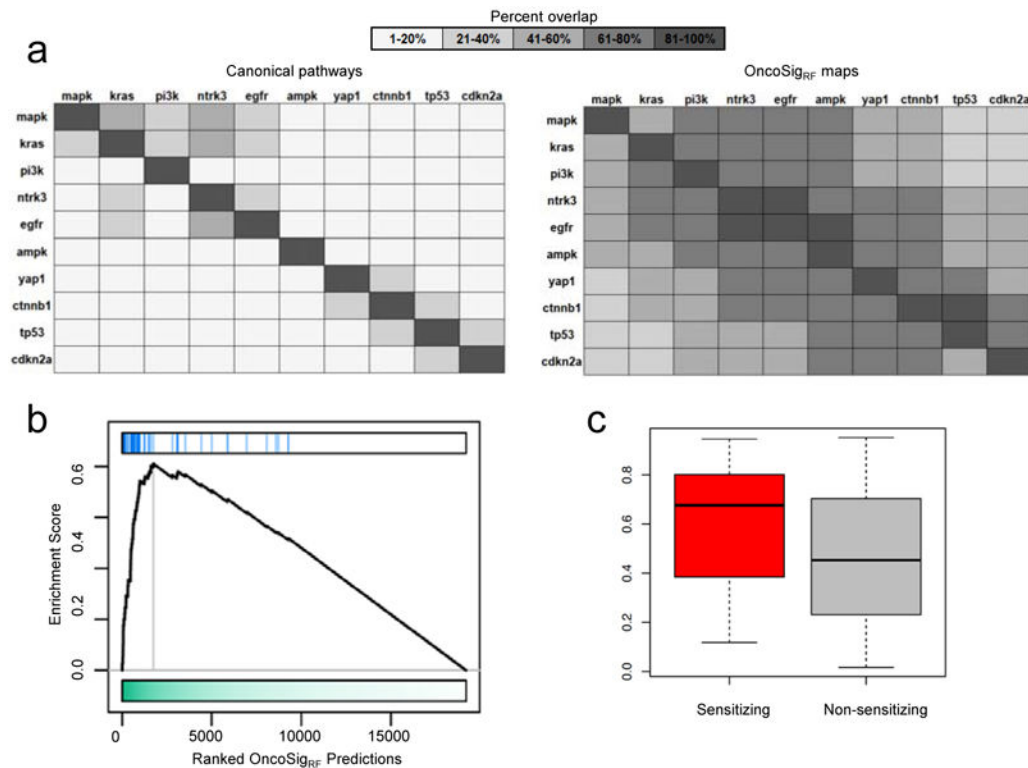 Percent overlap
a
1-20% 21-40% 41-60% 61-80% 81-100%
Canonical pathways
mapk kras pi3k ntrk3 egfr ampk yap1 ctnnb1 tp53 cdkn2a
mapk
kras
pi3k
ntrk3
egfr
ampk
yap1
ctnnb1
tp53
cdkn2a
OncoSigRF maps
mapk kras pi3k ntrk3 egfr ampk yap1 ctnnb1 tp53 cdkn2a
mapk
kras
pi3k
ntrk3
egfr
ampk
yap1
ctnnb1
tp53
cdkn2a
b
Enrichment Score
0.6
0.4
0.2
0.0
0 5000 10000 15000
Ranked OncoSigRF Predictions
c
0.8
0.6
0.4
0.2
0.0
Sensitizing Non-sensitizing